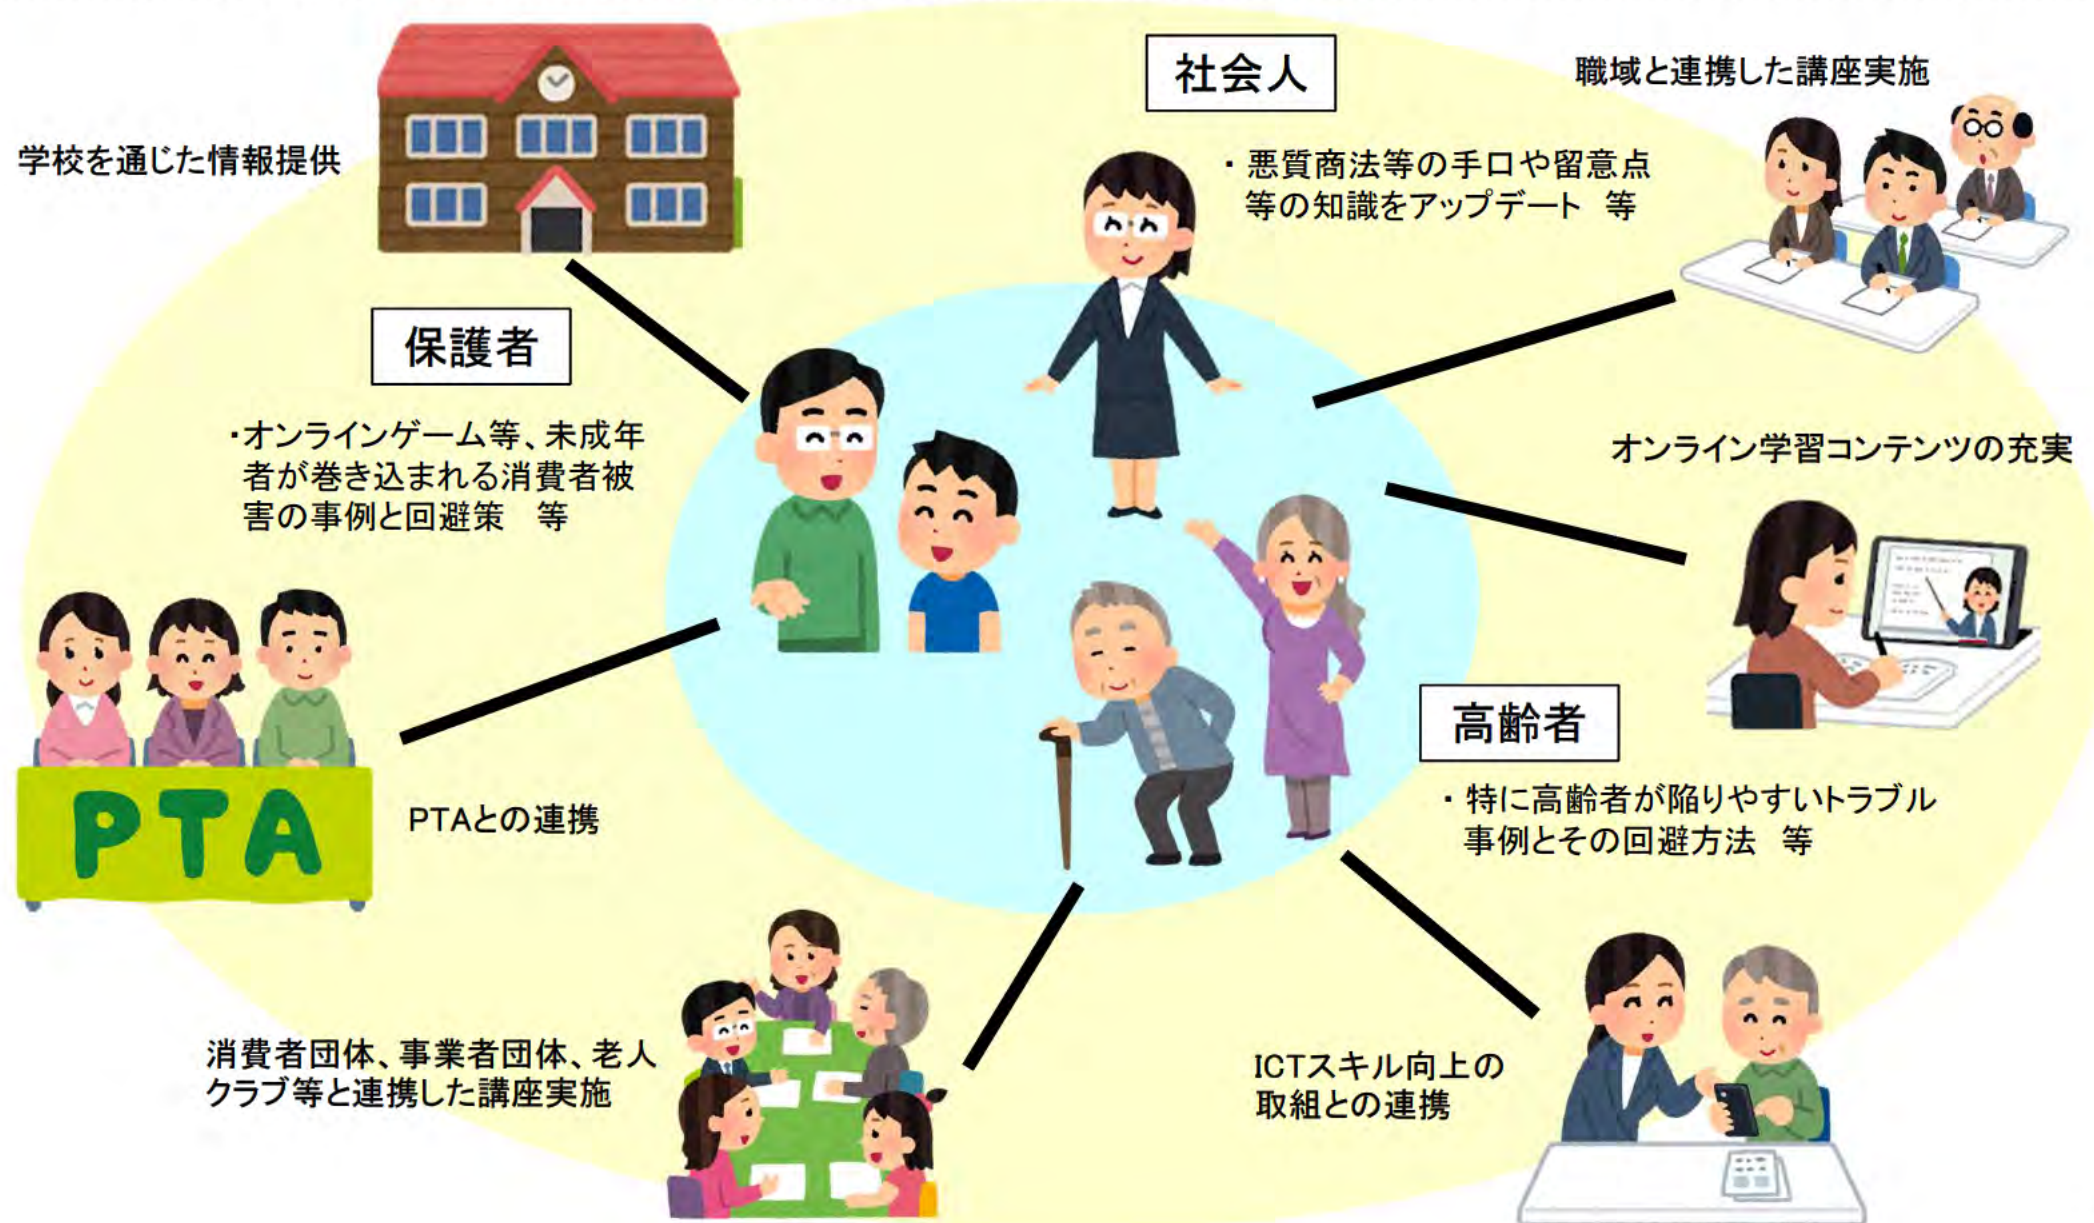 社会人
職域と連携した講座実施
学校を通じた情報提供
・悪質商法等の手口や留意点
等の知識をアップデート　等
保護者
・オンラインゲーム等、未成年
者が巻き込まれる消費者被
害の事例と回避策　等
オンライン学習コンテンツの充実
高齢者
・特に高齢者が陥りやすいトラブル
事例とその回避方法　等
PTA
PTAとの連携
消費者団体、事業者団体、老人
クラブ等と連携した講座実施
ICTスキル向上の
取組との連携